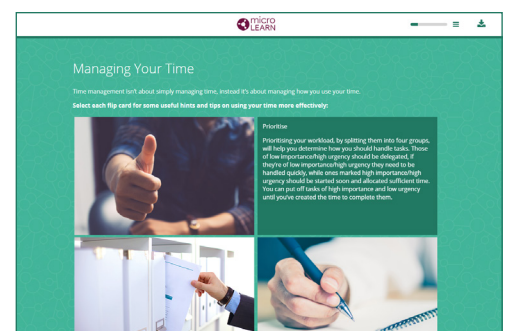 micro
LEARN
Managing Your Time
Time management isn't about simply managing time, instead it's about managing how you use your time.
Select each flip card for some useful hints and tips on using your time more effectively:
Prioritise
Prioritising your workload, by splitting them into four groups,
will help you determine how you should handle tasks. Those
of low importance/high urgency should be delegated, if
they're of low importance/high urgency they need to be
handled quickly, while ones marked high importance/high
urgency should be started soon and allocated sufficient time.
You can put off tasks of high importance and low urgency
until you've created the time to complete them.